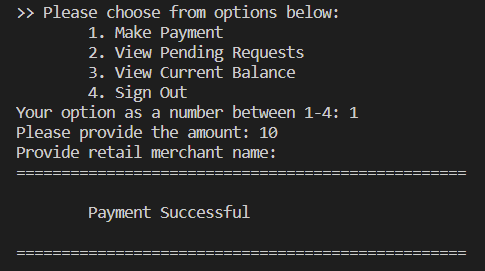 >> Please choose from options below:
1. Make Payment
2. View Pending Requests
3. View Current Balance
4. Sign Out
Your option as a number between 1-4: 1
Please provide the amount: 10
Provide retail merchant name:
==================================================
Payment Successful
==================================================